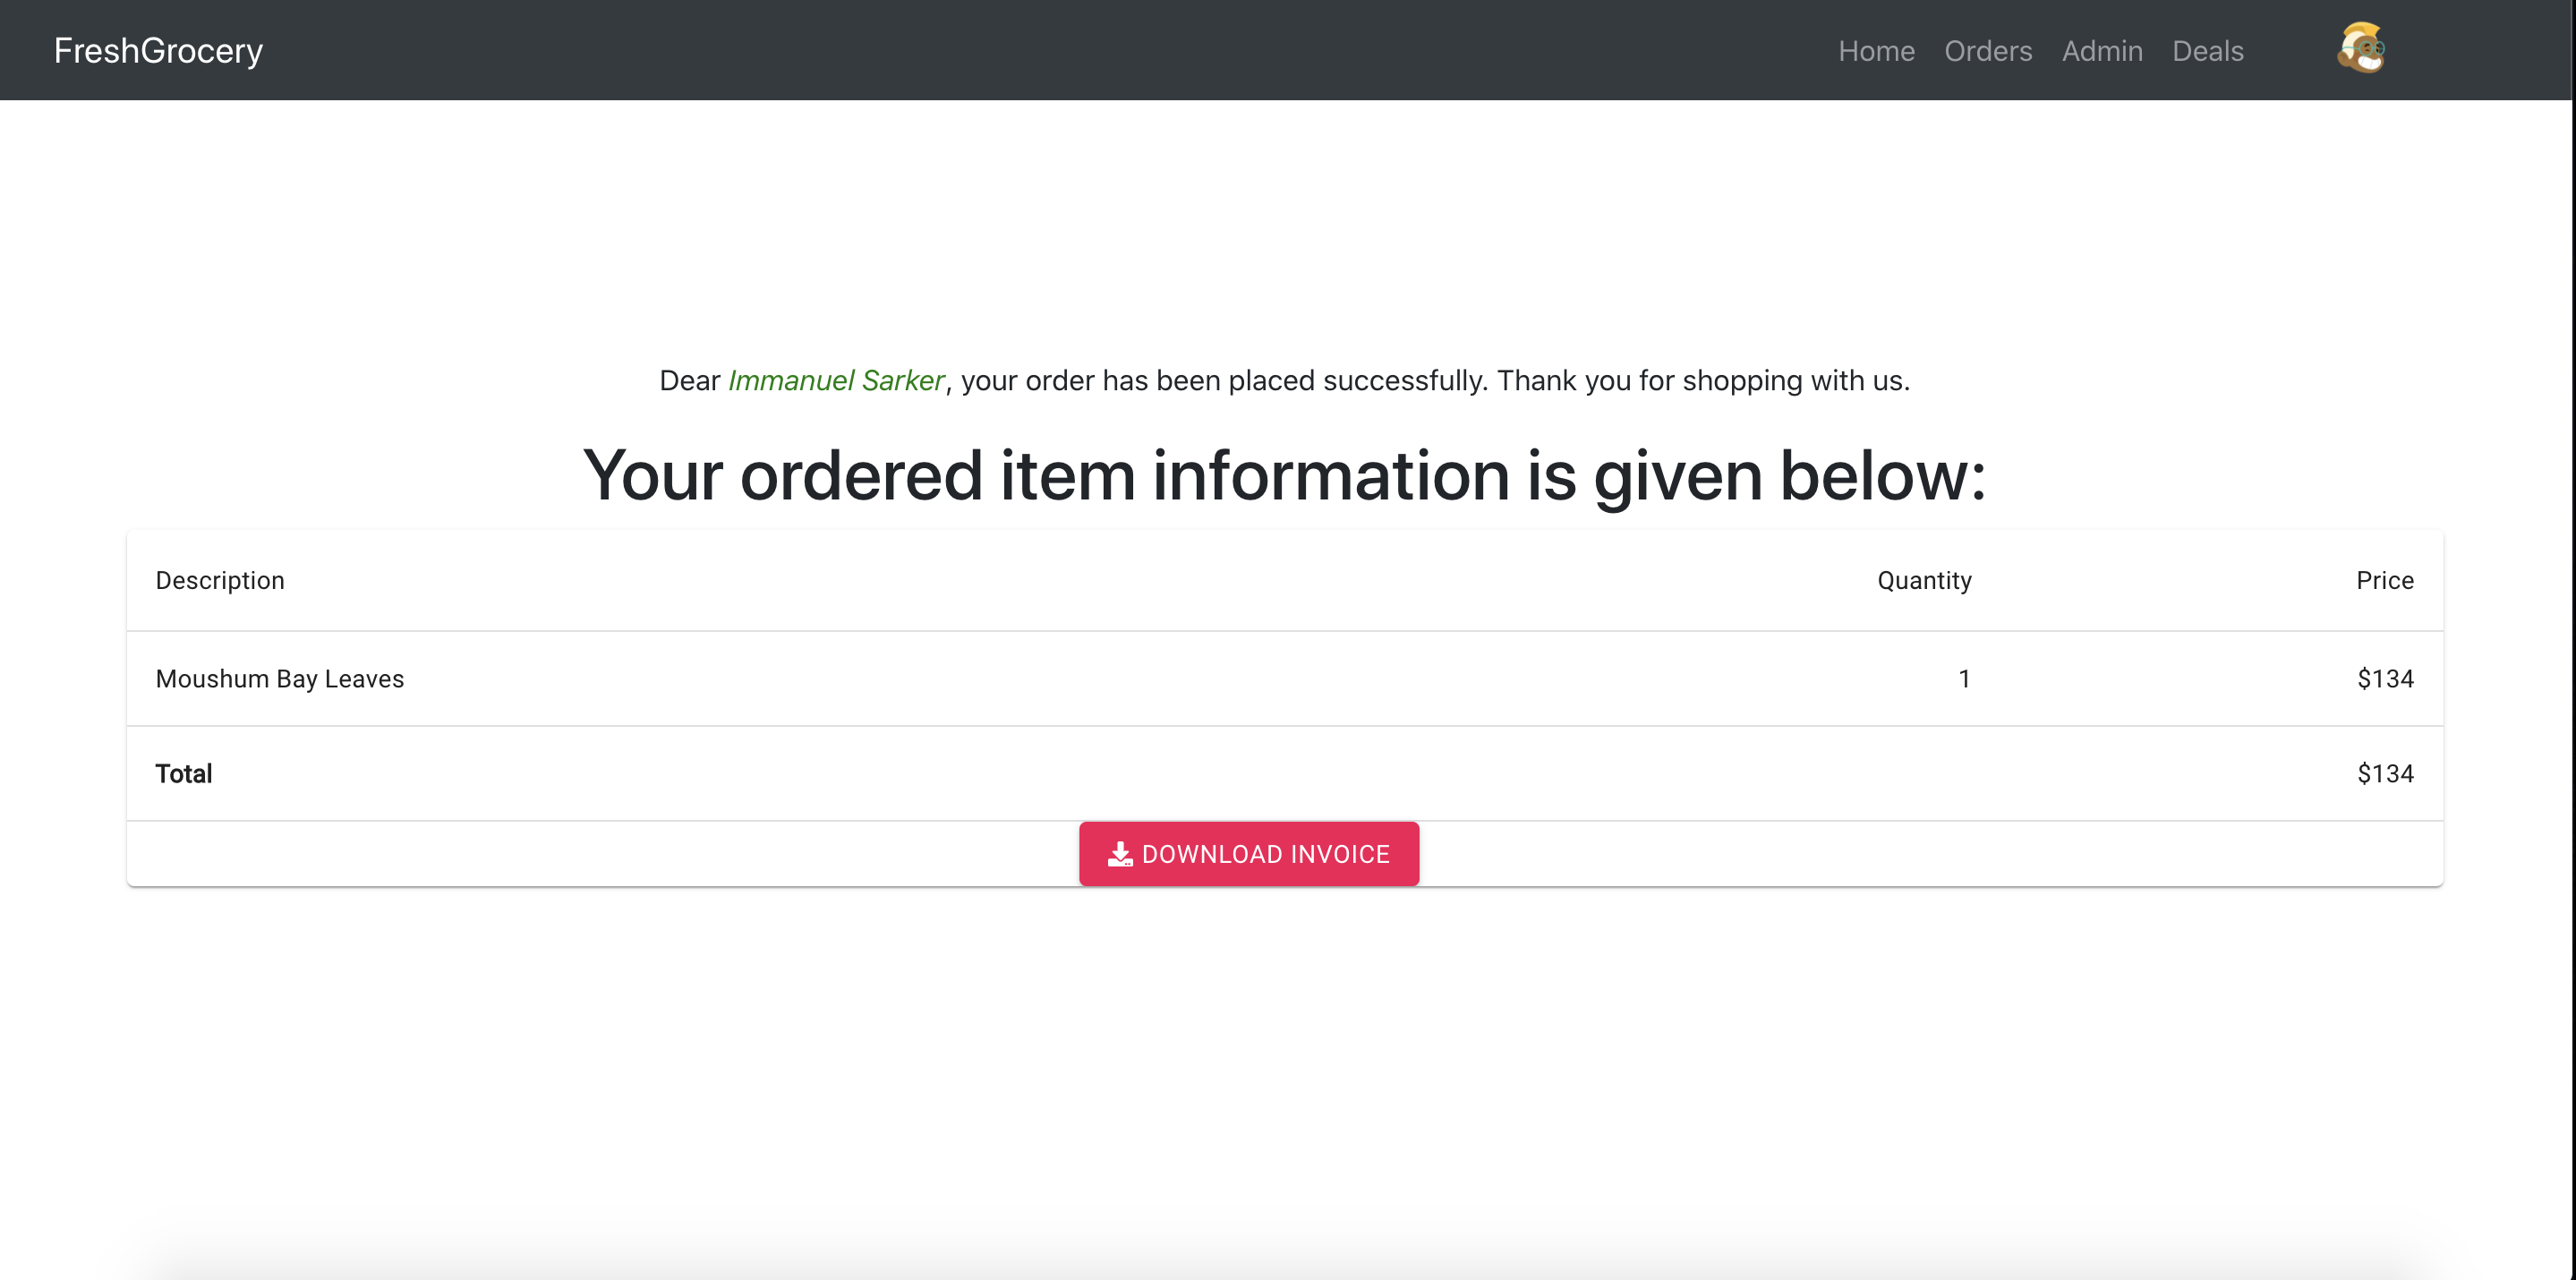 FreshGrocery
Home Orders Admin Deals
Dear Immanuel Sarker, your order has been placed successfully. Thank you for shopping with us.
Your ordered item information is given below:
Description Quantity Price
Moushum Bay Leaves 1 $134
Total $134
DOWNLOAD INVOICE